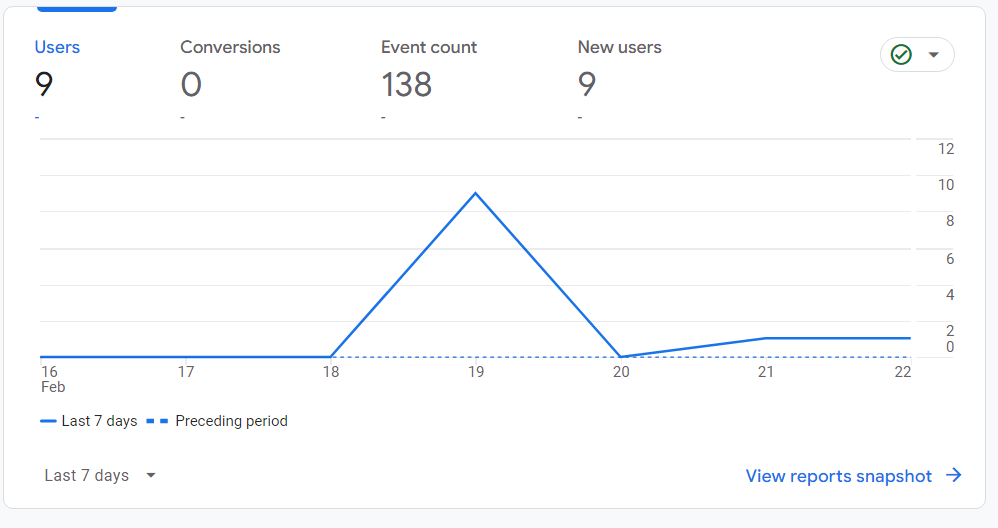 Users Conversions Event count New users
9 0 138 9
- - - -
12
10
8
6
4
2
0
16 17 18 19 20 21 22
Feb
Last 7 days Preceding period
Last 7 days View reports snapshot